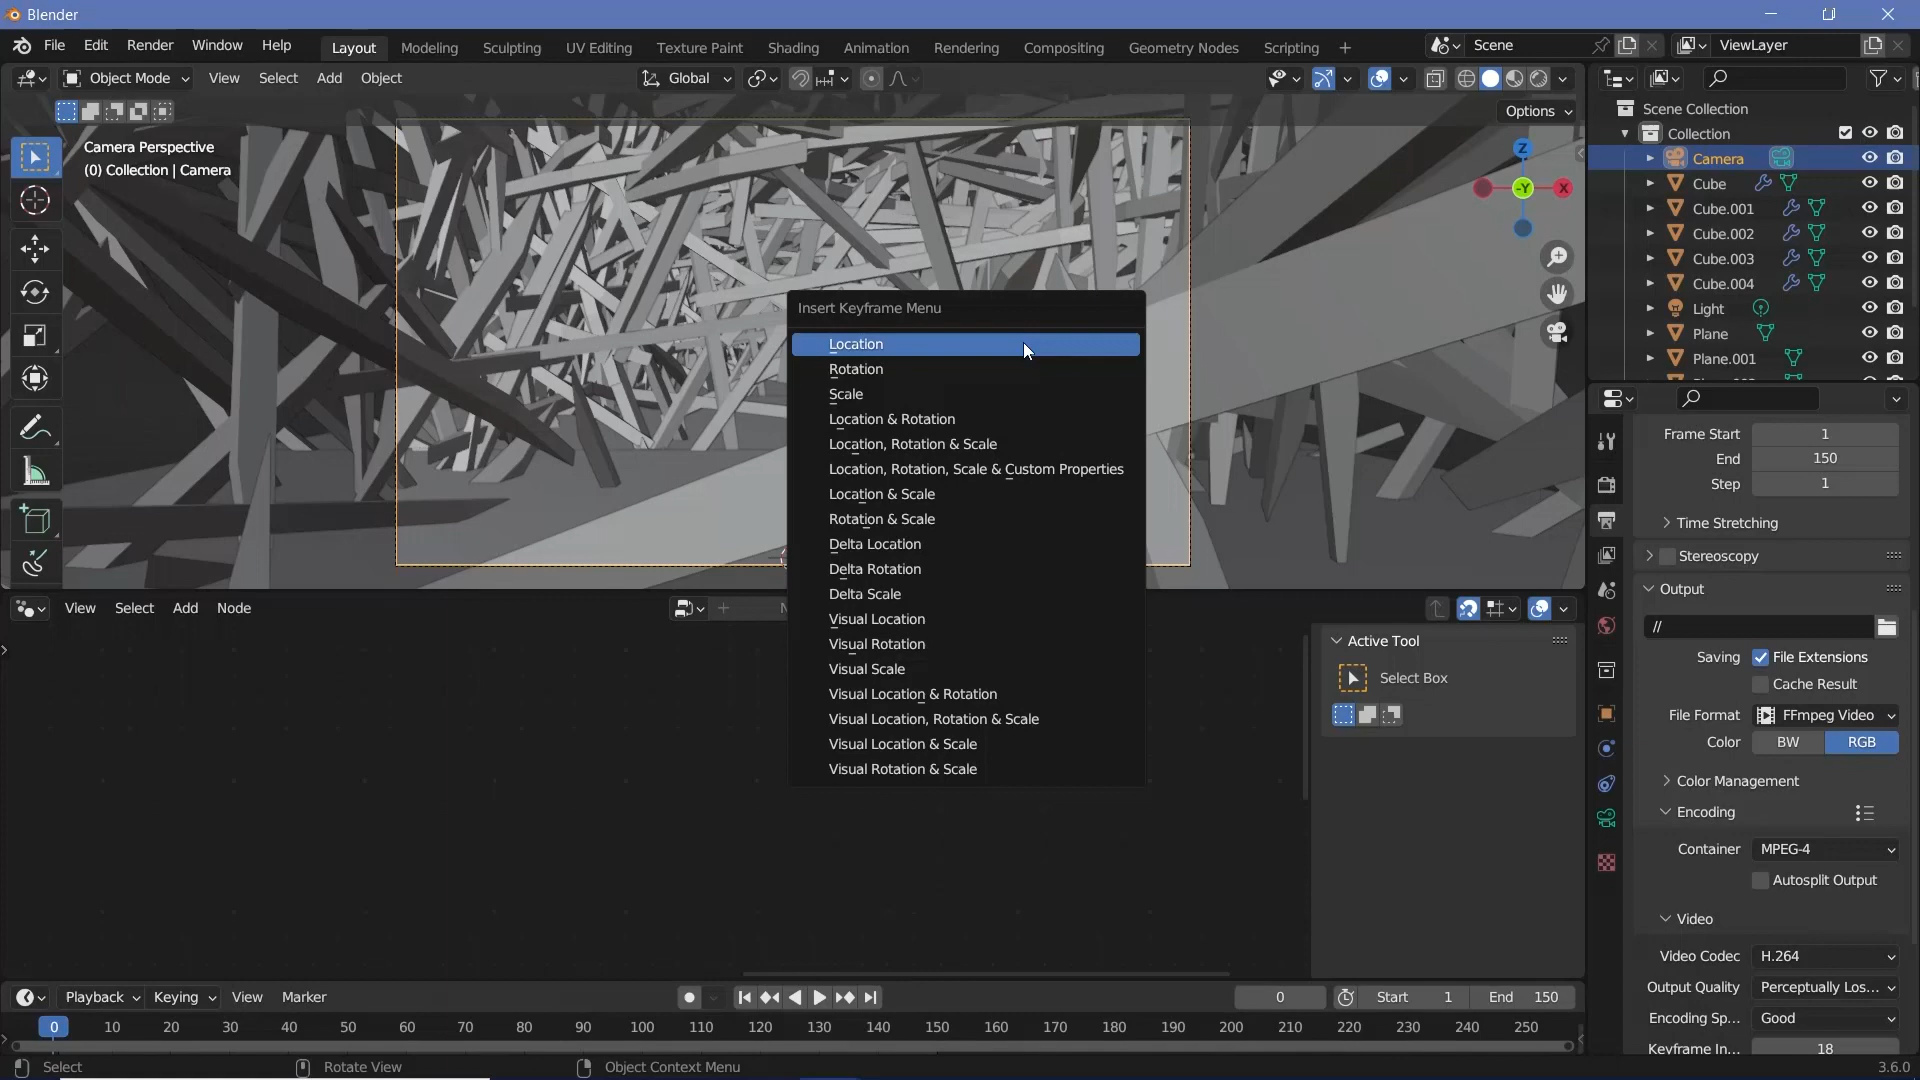 Blender
File Edit Render Window Help
Layout Modeling Sculpting UV Editing Texture Paint Shading Animation Rendering Compositing Geometry Nodes Scripting
Scene
ViewLayer
Object Mode View Select Add Object
Global
Options
Camera Perspective
(0) Collection | Camera
Z
-Y
X
Scene Collection
Collection
Camera
Cube
Cube.001
Cube.002
Cube.003
Cube.004
Light
Plane
Plane.001
Insert Keyframe Menu
Location
Rotation
Scale
Location & Rotation
Location, Rotation & Scale
Location, Rotation, Scale & Custom Properties
Location & Scale
Rotation & Scale
Delta Location
Delta Rotation
Delta Scale
Visual Location
Visual Rotation
Visual Scale
Visual Location & Rotation
Visual Location, Rotation & Scale
Visual Location & Scale
Visual Rotation & Scale
Frame Start 1
End 150
Step 1
Time Stretching
Stereoscopy
Output
//
Saving File Extensions
Cache Result
File Format FFmpeg Video
Color BW RGB
Color Management
Encoding
Container MPEG-4
Autosplit Output
Video
Video Codec H.264
Output Quality Perceptually Los...
Encoding Sp... Good
Keyframe In... 18
View Select Add Node
Active Tool
Select Box
Playback Keying View Marker
0
Start 1
End 150
0 10 20 30 40 50 60 70 80 90 100 110 120 130 140 150 160 170 180 190 200 210 220 230 240 250
Select
Rotate View
Object Context Menu
3.6.0